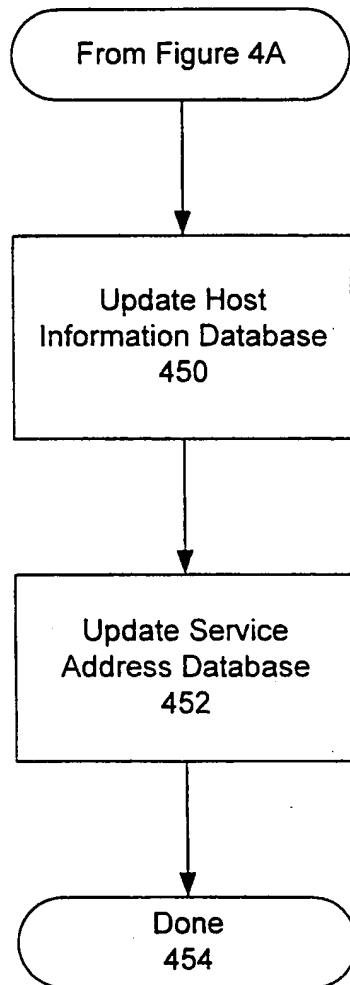 From Figure 4A
Update Host
Information Database
450
Update Service
Address Database
452
Done
454